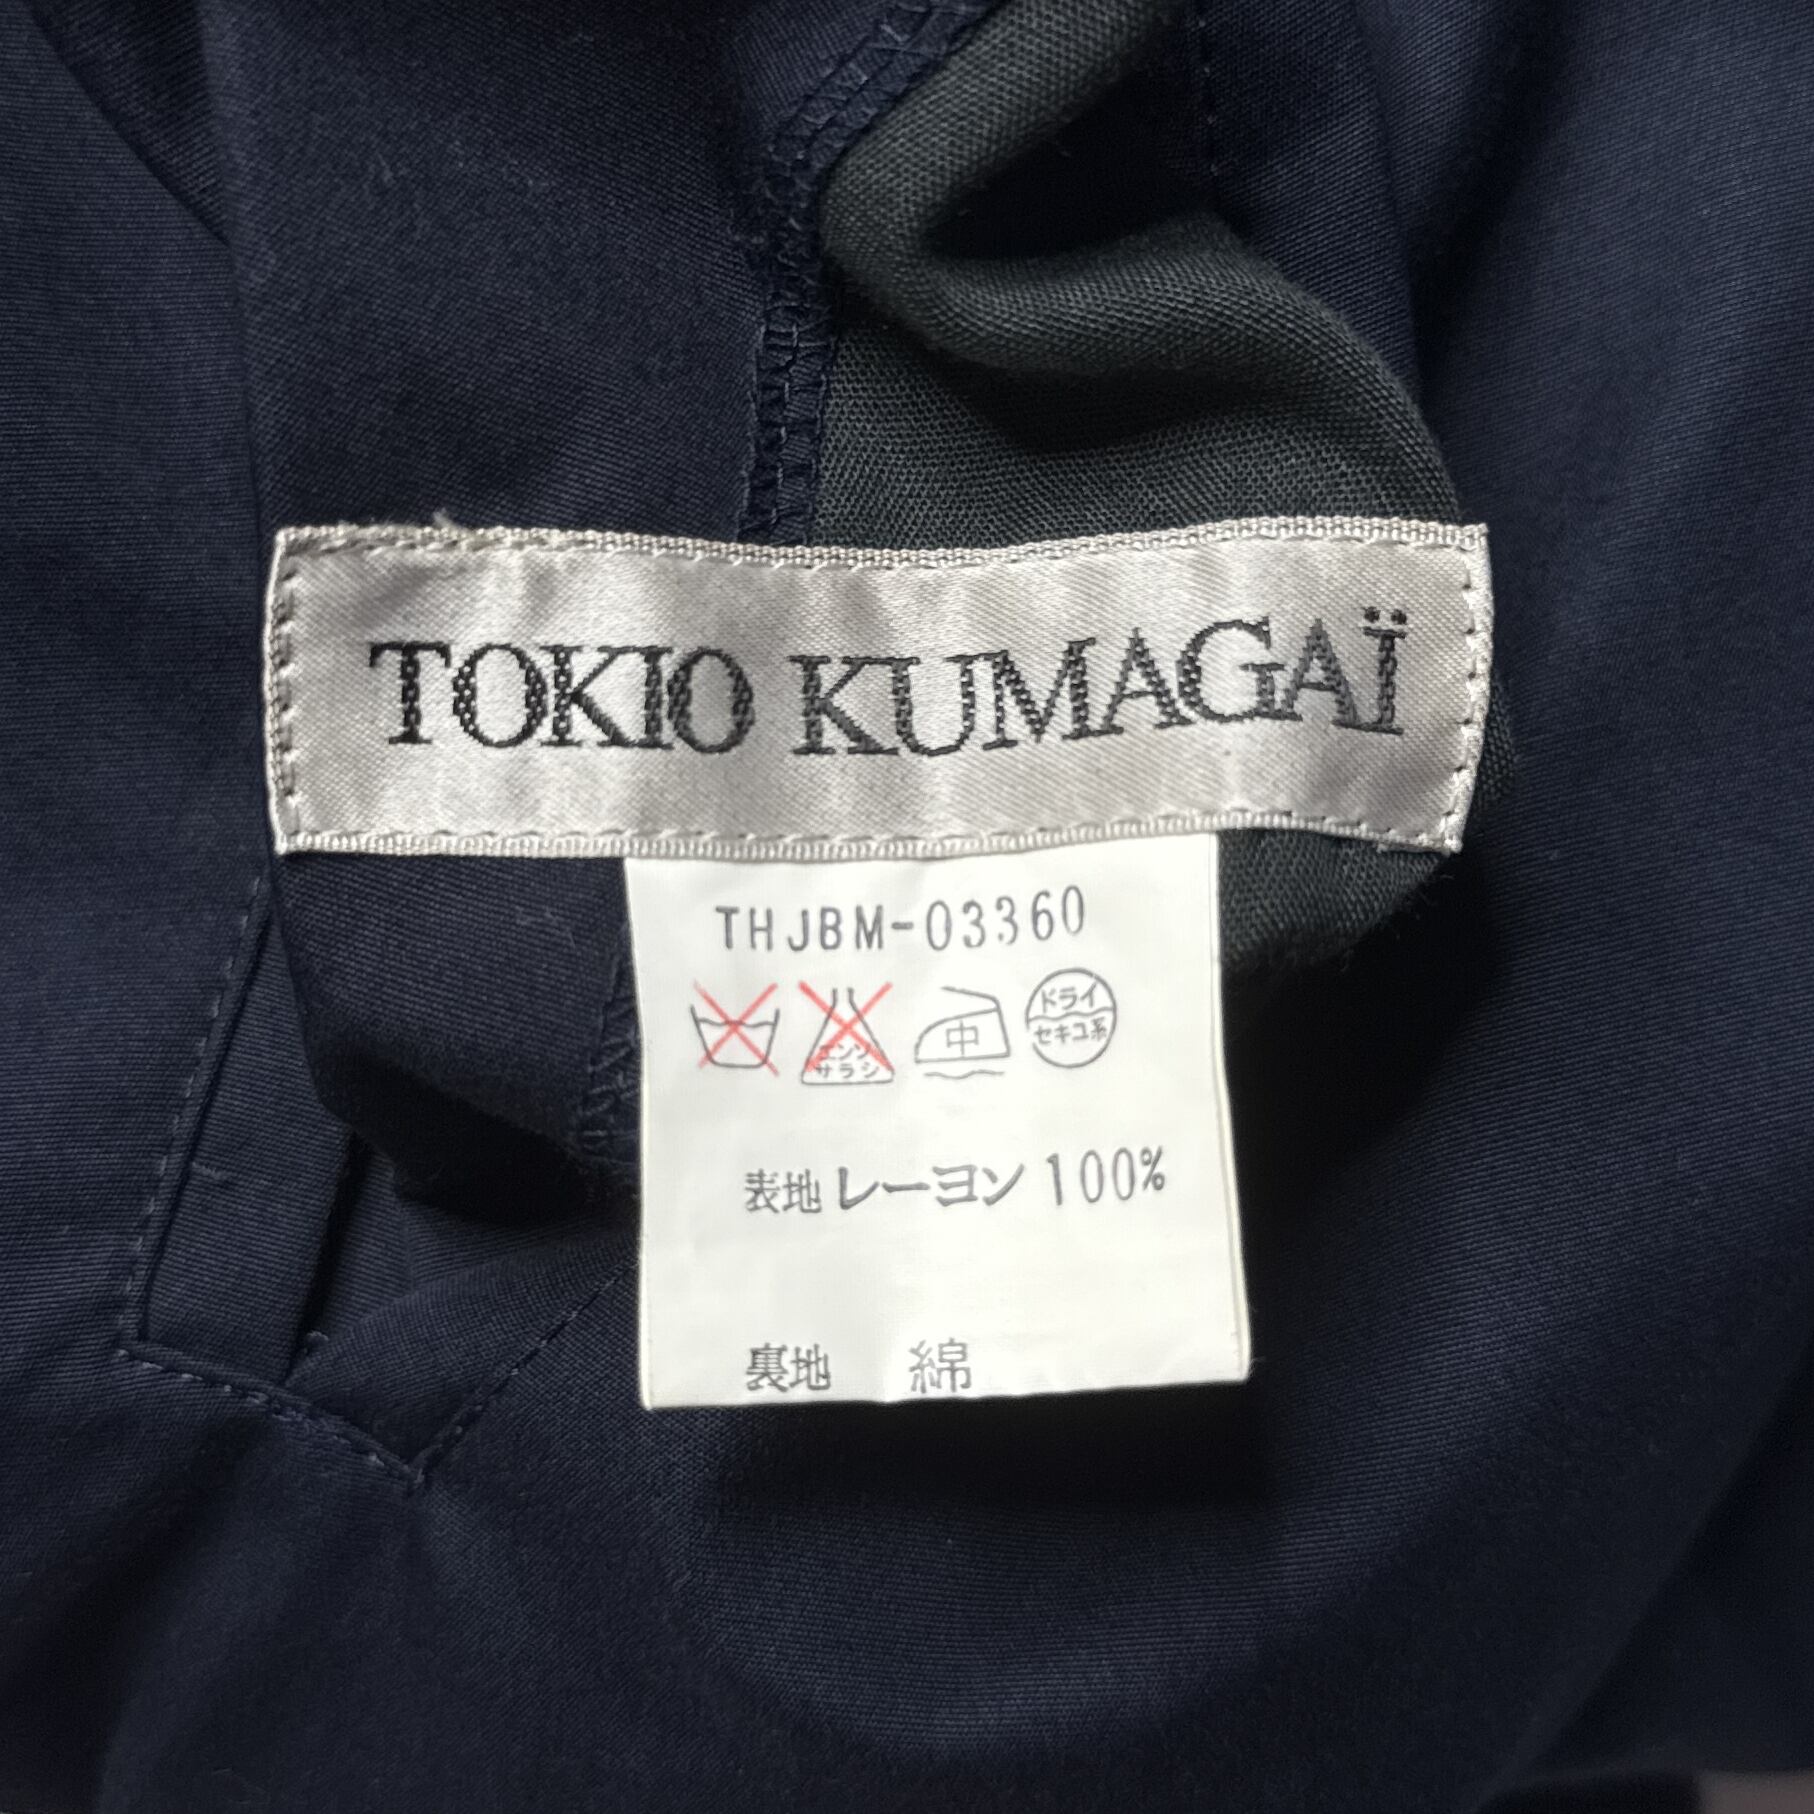 TOKIO KUMAGAÏ
THJBM-03360
エンソ
サラシ
中
ドライ
セキユ系
表地 レーヨン 100%
裏地 綿